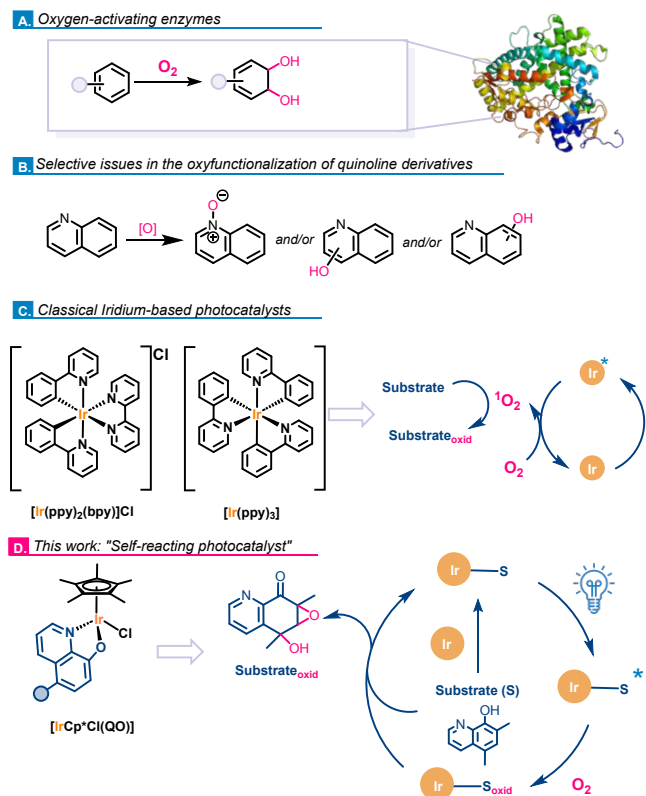 A. Oxygen-activating enzymes
O2
OH
OH
B. Selective issues in the oxyfunctionalization of quinoline derivatives
N
[O]
O
⊖
N
⊕
and/or
N
HO
and/or
N
OH
C. Classical Iridium-based photocatalysts
Cl
N
N
Ir
N
N
[Ir(ppy)2(bpy)]Cl
N
Ir
N
N
[Ir(ppy)3]
Substrate
Substrateoxid
1O2
O2
Ir*
Ir
D. This work: "Self-reacting photocatalyst"
Ir
Cl
N
O
[IrCp*Cl(QO)]
O
N
O
OH
Substrateoxid
Ir S
Ir
Substrate (S)
OH
N
Ir S*
O2
Ir Soxid